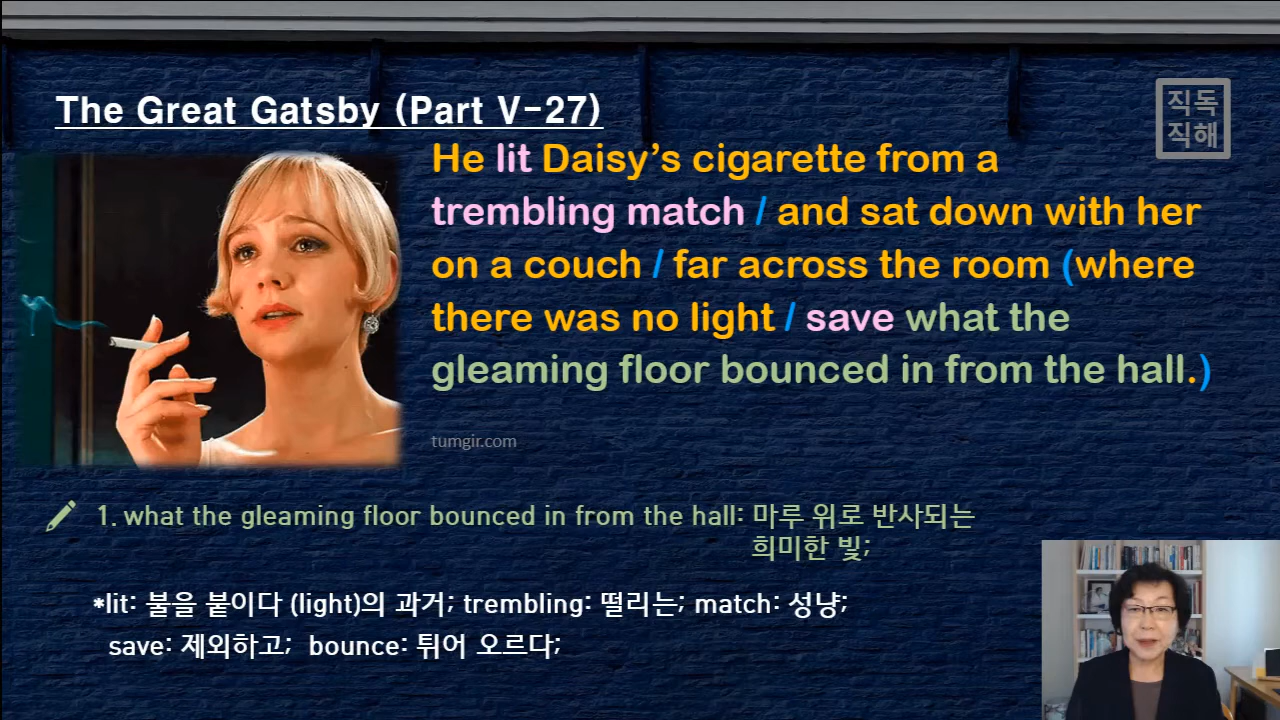 The Great Gatsby (Part V-27)
직독
직해
He lit Daisy’s cigarette from a
trembling match / and sat down with her
on a couch / far across the room (where
there was no light / save what the
gleaming floor bounced in from the hall.)
tumgir.com
1. what the gleaming floor bounced in from the hall: 마루 위로 반사되는
희미한 빛;
*lit: 불을 붙이다 (light)의 과거; trembling: 떨리는; match: 성냥;
save: 제외하고; bounce: 튀어 오르다;